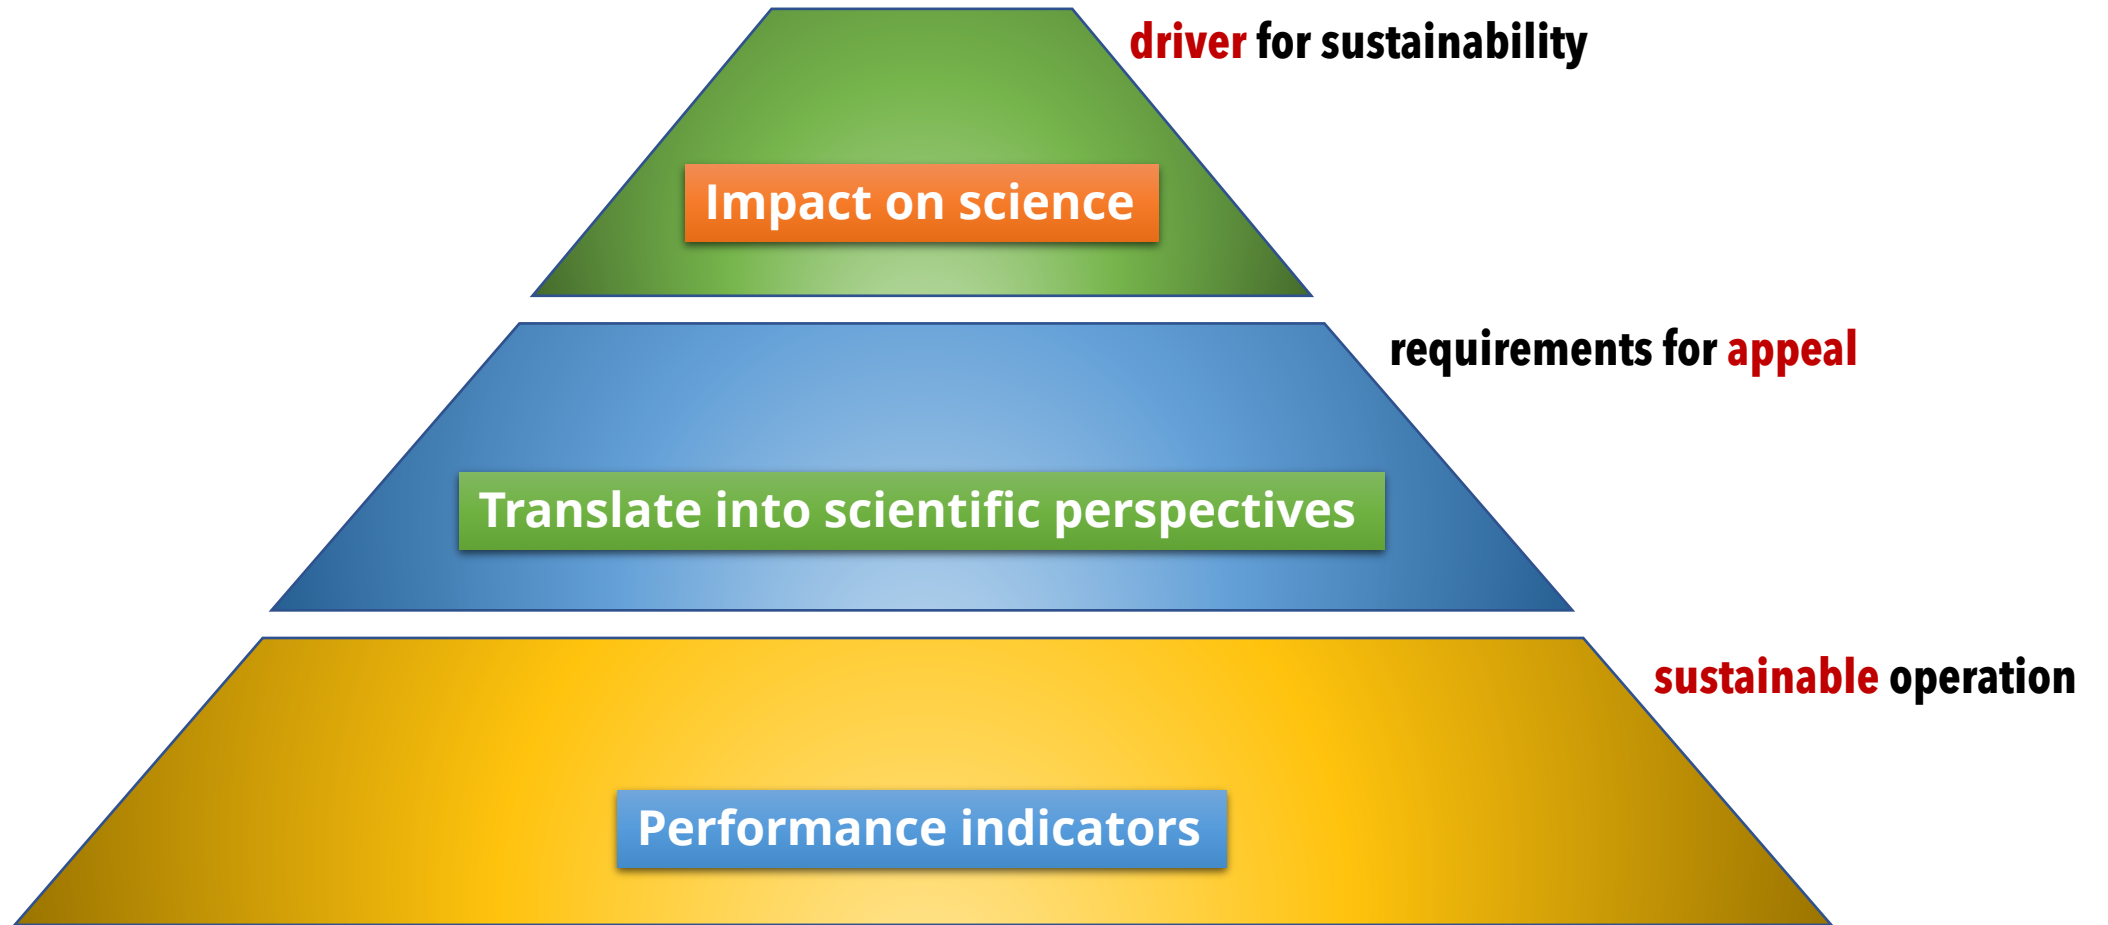 driver for sustainability
Impact on science
requirements for appeal
Translate into scientific perspectives
sustainable operation
Performance indicators